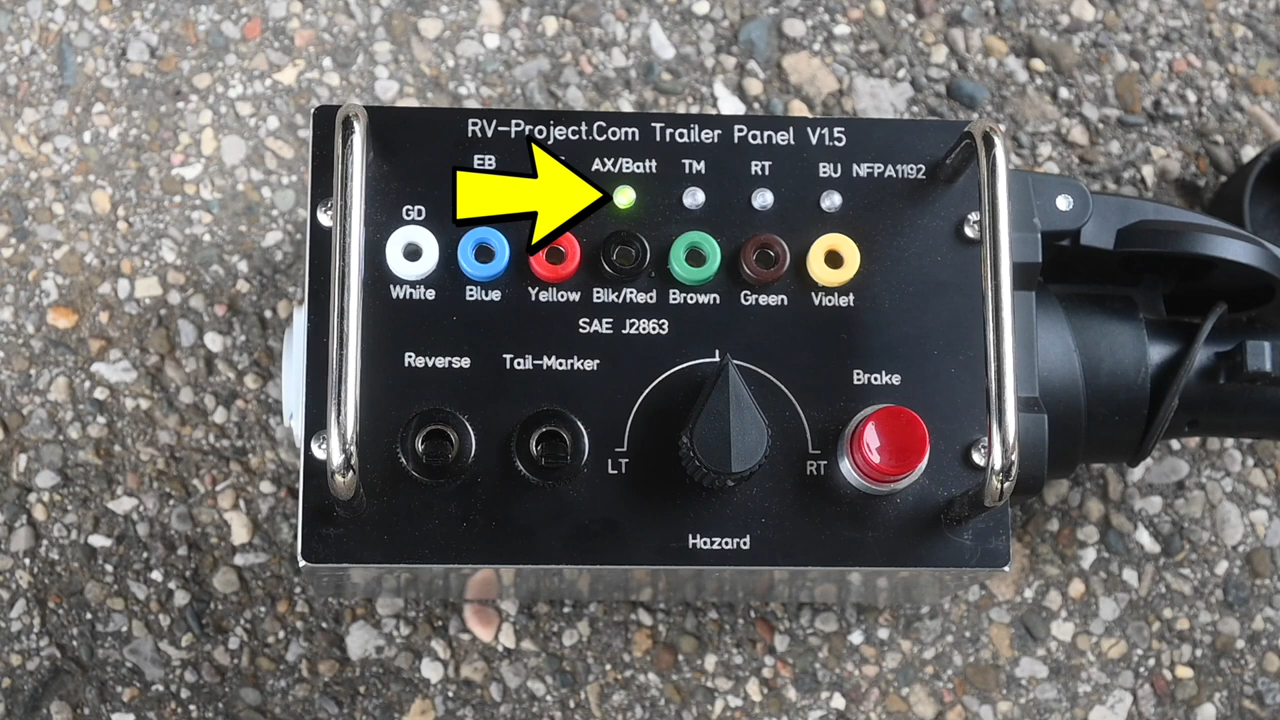 RV-Project.Com Trailer Panel V1.5
EB AX/Batt TM RT BU NFPA1192
GD
White Blue Yellow Blk/Red Brown Green Violet
SAE J2863
Reverse Tail-Marker Brake
LT RT
Hazard